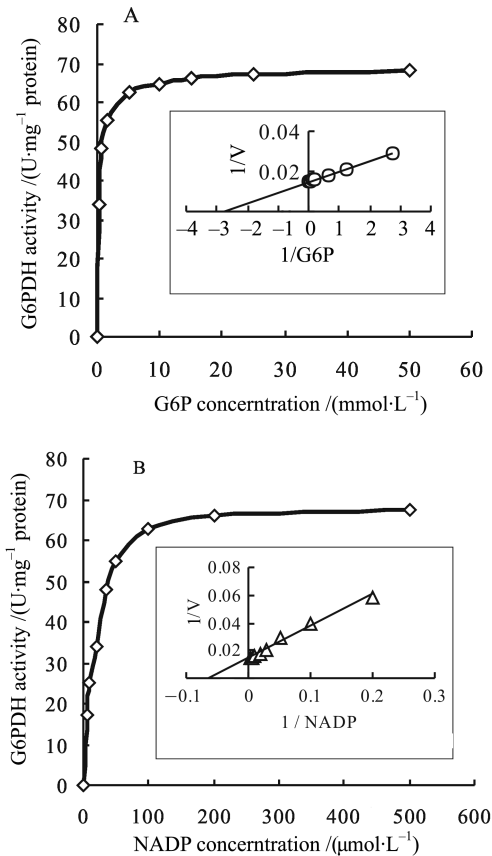 A
G6PDH activity /(U·mg⁻¹ protein)
80
70
60
50
40
30
20
10
0
0 10 20 30 40 50 60
G6P concerntration /(mmol·L⁻¹)
1/V
0.04
0.02
−4 −3 −2 −1 0 1 2 3 4
1/G6P
B
G6PDH activity /(U·mg⁻¹ protein)
80
70
60
50
40
30
20
10
0
0 100 200 300 400 500 600
NADP concerntration /(μmol·L⁻¹)
1/V
0.08
0.06
0.04
0.02
−0.1 0 0.1 0.2 0.3
1 / NADP